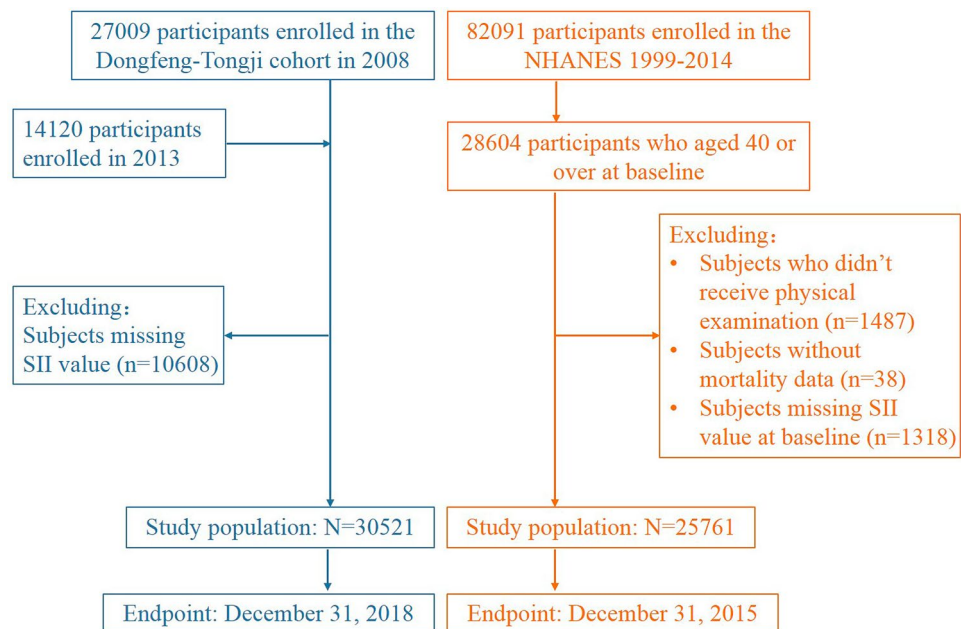 27009 participants enrolled in the
Dongfeng-Tongji cohort in 2008
14120 participants
enrolled in 2013
Excluding：
Subjects missing
SII value (n=10608)
Study population: N=30521
Endpoint: December 31, 2018
82091 participants enrolled in the
NHANES 1999-2014
28604 participants who aged 40 or
over at baseline
Excluding：
• Subjects who didn’t
receive physical
examination (n=1487)
• Subjects without
mortality data (n=38)
• Subjects missing SII
value at baseline (n=1318)
Study population: N=25761
Endpoint: December 31, 2015